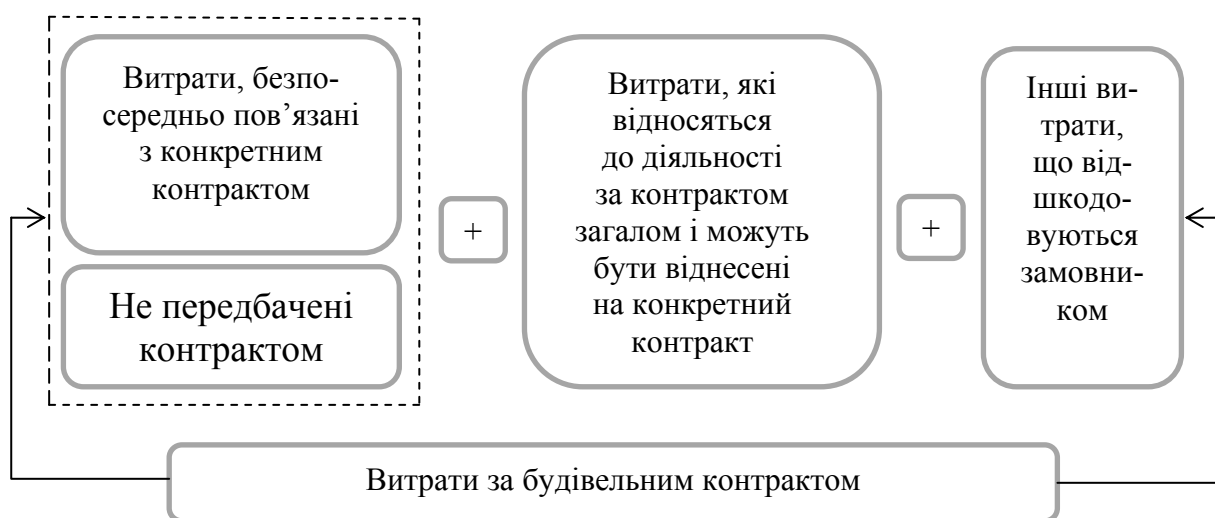 Витрати, безпо-
середньо пов’язані
з конкретним
контрактом
Не передбачені
контрактом
+
Витрати, які
відносяться
до діяльності
за контрактом
загалом і можуть
бути віднесені
на конкретний
контракт
+
Інші ви-
трати,
що від-
шкодо-
вуються
замовни-
ком
Витрати за будівельним контрактом